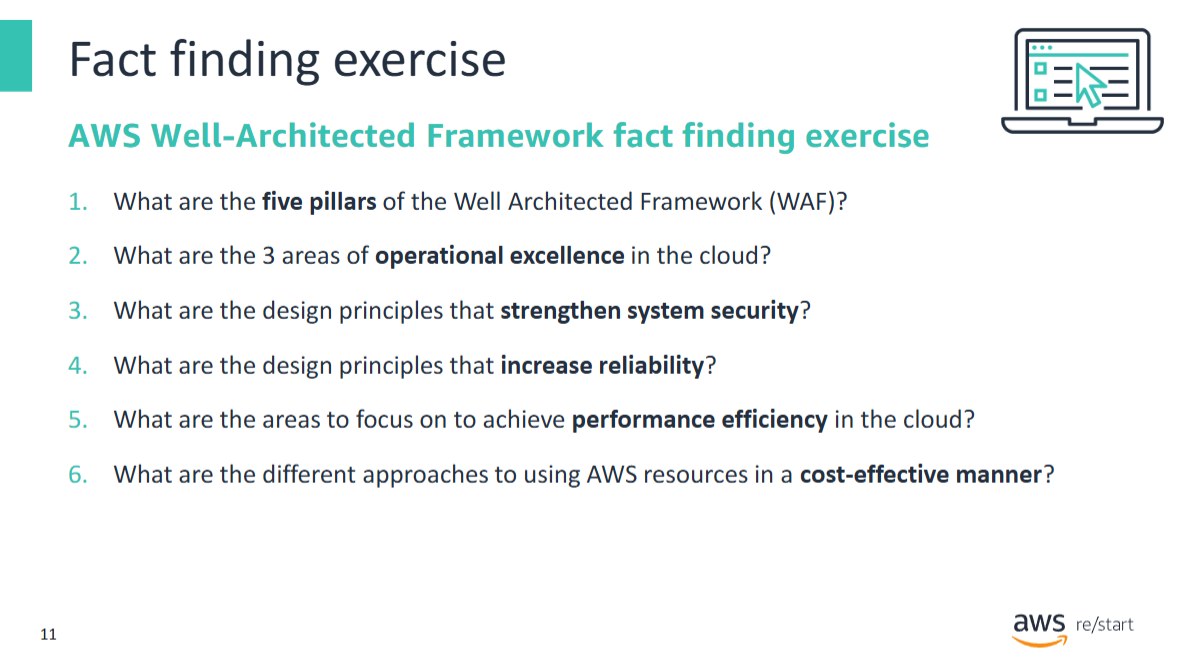 Fact finding exercise
AWS Well-Architected Framework fact finding exercise
1. What are the five pillars of the Well Architected Framework (WAF)?
2. What are the 3 areas of operational excellence in the cloud?
3. What are the design principles that strengthen system security?
4. What are the design principles that increase reliability?
5. What are the areas to focus on to achieve performance efficiency in the cloud?
6. What are the different approaches to using AWS resources in a cost-effective manner?
11
aws re/start